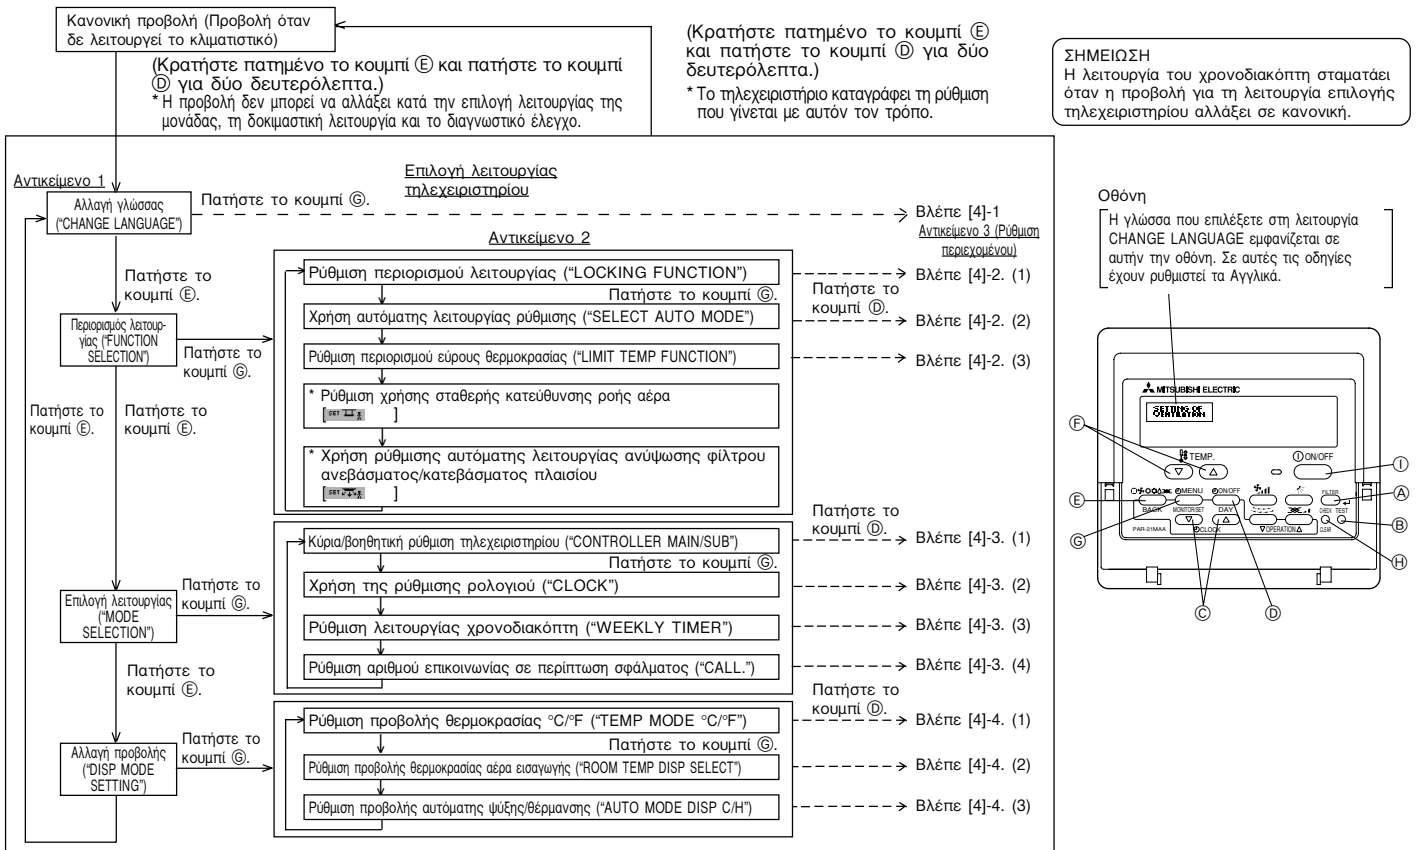 Κανονική προβολή (Προβολή όταν
δε λειτουργεί το κλιματιστικό)
(Κρατήστε πατημένο το κουμπί Ⓔ και πατήστε το κουμπί
Ⓓ για δύο δευτερόλεπτα.)
* Η προβολή δεν μπορεί να αλλάξει κατά την επιλογή λειτουργίας της
μονάδας, τη δοκιμαστική λειτουργία και το διαγνωστικό έλεγχο.
(Κρατήστε πατημένο το κουμπί Ⓔ
και πατήστε το κουμπί Ⓓ για δύο
δευτερόλεπτα.)
* Το τηλεχειριστήριο καταγράφει τη ρύθμιση
που γίνεται με αυτόν τον τρόπο.
ΣΗΜΕΙΩΣΗ
Η λειτουργία του χρονοδιακόπτη σταματάει
όταν η προβολή για τη λειτουργία επιλογής
τηλεχειριστηρίου αλλάξει σε κανονική.
Επιλογή λειτουργίας
τηλεχειριστηρίου
Αντικείμενο 1
Αλλαγή γλώσσας
(“CHANGE LANGUAGE”)
Πατήστε το κουμπί Ⓖ.
Βλέπε [4]-1
Αντικείμενο 3 (Ρύθμιση
περιεχομένου)
Αντικείμενο 2
Πατήστε το
κουμπί Ⓔ.
Περιορισμός λειτουρ-
γίας (“FUNCTION
SELECTION”)
Πατήστε το
κουμπί Ⓖ.
Ρύθμιση περιορισμού λειτουργίας (“LOCKING FUNCTION”)
Πατήστε το κουμπί Ⓖ.
Πατήστε το
κουμπί Ⓓ.
Βλέπε [4]-2. (1)
Χρήση αυτόματης λειτουργίας ρύθμισης (“SELECT AUTO MODE”)
Βλέπε [4]-2. (2)
Ρύθμιση περιορισμού εύρους θερμοκρασίας (“LIMIT TEMP FUNCTION”)
Βλέπε [4]-2. (3)
* Ρύθμιση χρήσης σταθερής κατεύθυνσης ροής αέρα
[SET ]
* Χρήση ρύθμισης αυτόματης λειτουργίας ανύψωσης φίλτρου
ανεβάσματος/κατεβάσματος πλαισίου
[SET ]
Πατήστε το
κουμπί Ⓔ.
Πατήστε το
κουμπί Ⓔ.
Επιλογή λειτουργίας
(“MODE
SELECTION”)
Πατήστε το
κουμπί Ⓖ.
Πατήστε το
κουμπί Ⓓ.
Κύρια/βοηθητική ρύθμιση τηλεχειριστηρίου (“CONTROLLER MAIN/SUB”)
Βλέπε [4]-3. (1)
Πατήστε το κουμπί Ⓖ.
Χρήση της ρύθμισης ρολογιού (“CLOCK”)
Βλέπε [4]-3. (2)
Ρύθμιση λειτουργίας χρονοδιακόπτη (“WEEKLY TIMER”)
Βλέπε [4]-3. (3)
Ρύθμιση αριθμού επικοινωνίας σε περίπτωση σφάλματος (“CALL.”)
Βλέπε [4]-3. (4)
Πατήστε το
κουμπί Ⓔ.
Αλλαγή προβολής
(“DISP MODE
SETTING”)
Πατήστε το
κουμπί Ⓖ.
Πατήστε το
κουμπί Ⓓ.
Ρύθμιση προβολής θερμοκρασίας °C/°F (“TEMP MODE °C/°F”)
Βλέπε [4]-4. (1)
Πατήστε το κουμπί Ⓖ.
Ρύθμιση προβολής θερμοκρασίας αέρα εισαγωγής (“ROOM TEMP DISP SELECT”)
Βλέπε [4]-4. (2)
Ρύθμιση προβολής αυτόματης ψύξης/θέρμανσης (“AUTO MODE DISP C/H”)
Βλέπε [4]-4. (3)
Οθόνη
[Η γλώσσα που επιλέξετε στη λειτουργία
CHANGE LANGUAGE εμφανίζεται σε
αυτήν την οθόνη. Σε αυτές τις οδηγίες
έχουν ρυθμιστεί τα Αγγλικά.]
MITSUBISHI ELECTRIC
SETTING OF
VENTILATION
TEMP.
ON/OFF
MENU
ON/OFF
FILTER
BACK
MONITOR/SET
DAY
CHECK TEST
PAR-21MAA
CLOCK
▽OPERATION△
CLEAR
Ⓕ
Ⓔ
Ⓖ
Ⓘ
Ⓐ
Ⓑ
Ⓗ
Ⓒ
Ⓓ